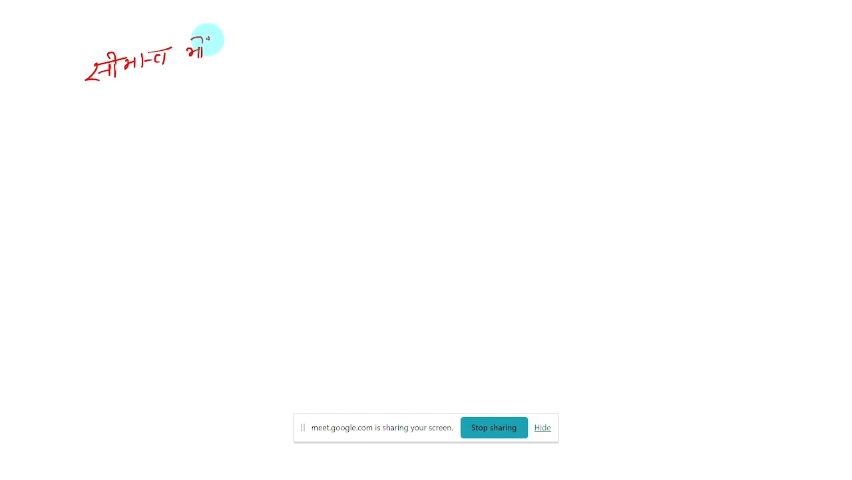 सीमान्त
meet.google.com is sharing your screen. Stop sharing Hide